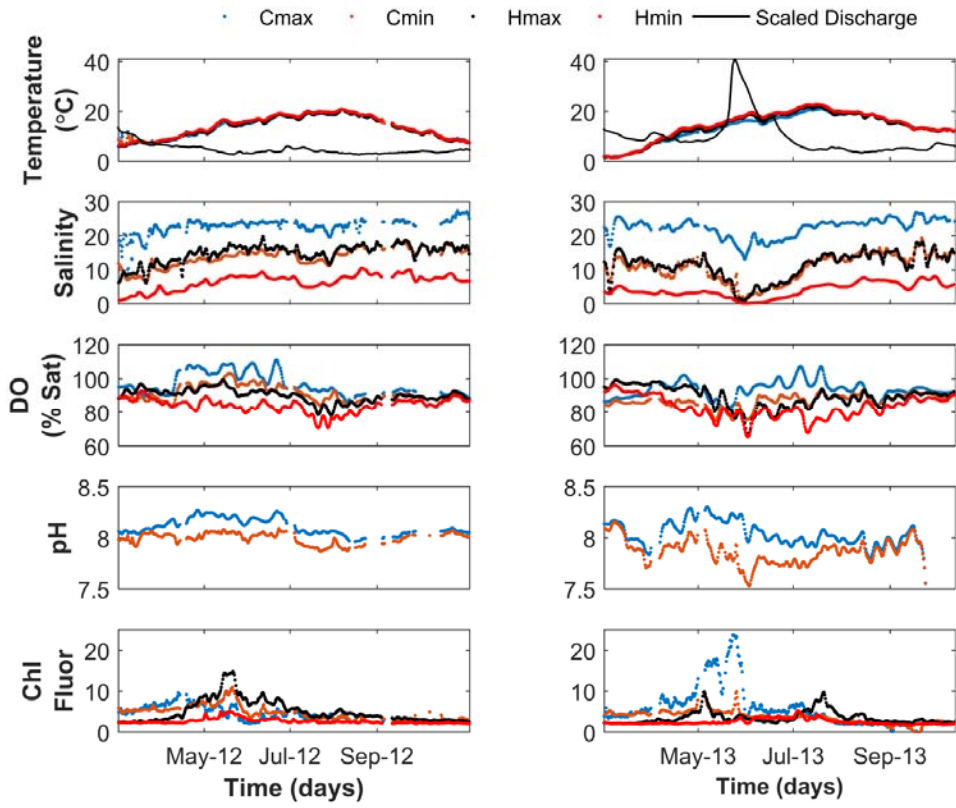 Cmax Cmin Hmax Hmin Scaled Discharge
Temperature
(°C)
40
20
0
40
20
0
Salinity
30
20
10
0
30
20
10
0
DO
(% Sat)
120
100
80
60
120
100
80
60
pH
8.5
8
7.5
8.5
8
7.5
Chl
Fluor
20
10
0
20
10
0
May-12 Jul-12 Sep-12
May-13 Jul-13 Sep-13
Time (days)
Time (days)